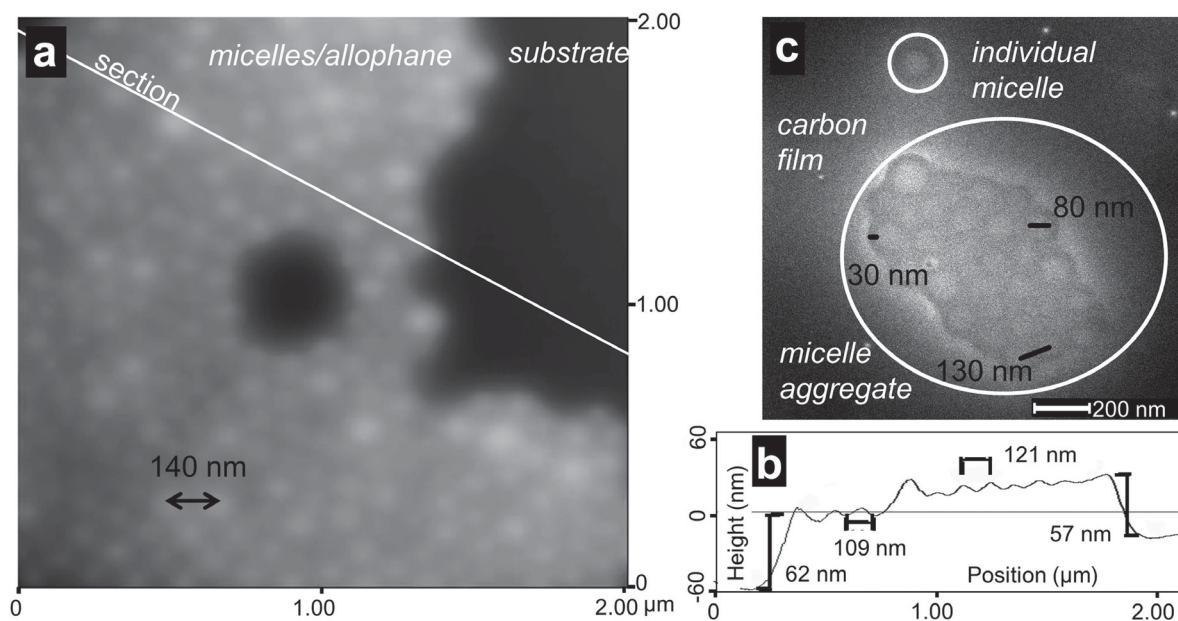 a
micelles/allophane
substrate
section
140 nm
2.00
1.00
0
0
1.00
2.00 µm
c
individual
micelle
carbon
film
80 nm
30 nm
micelle
aggregate
130 nm
200 nm
b
Height (nm)
60
0
-60
121 nm
109 nm
62 nm
57 nm
Position (µm)
0
1.00
2.00